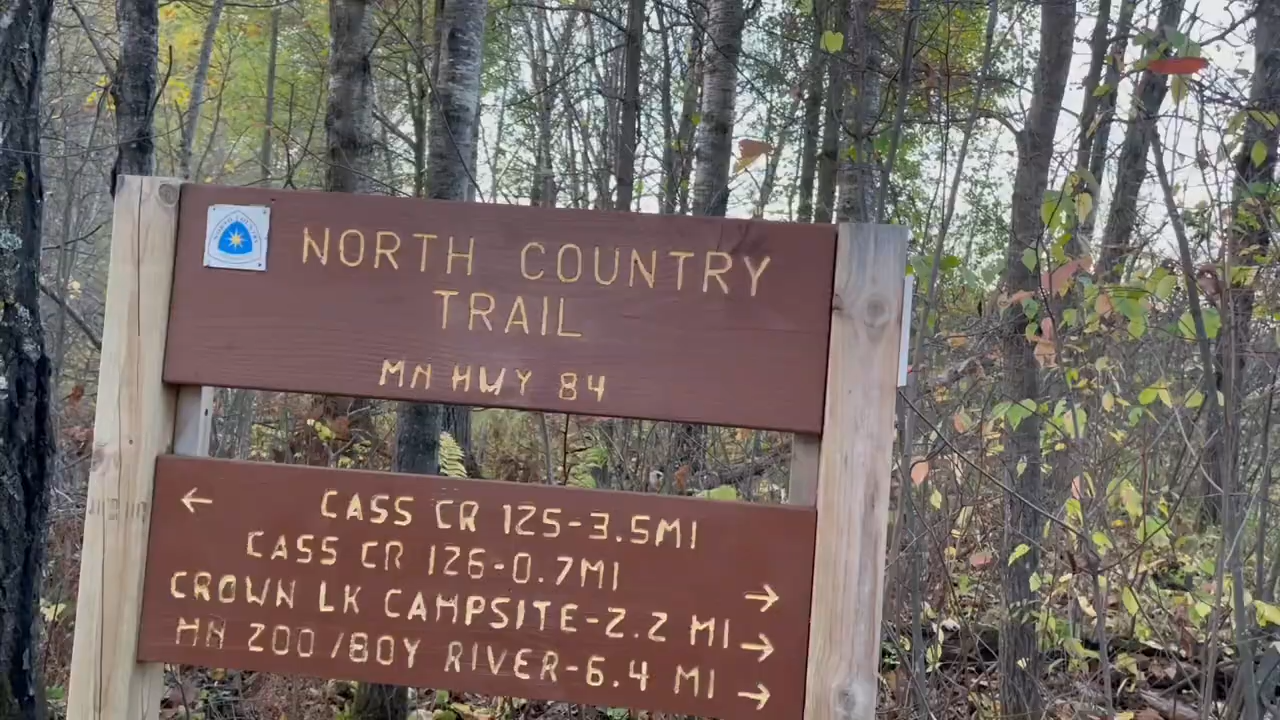 NORTH COUNTRY
TRAIL
MN HWY 84
← CASS CR 125-3.5MI
CASS CR 126-0.7MI →
CROWN LK CAMPSITE-2.2 MI →
MN 200/BOY RIVER-6.4 MI →